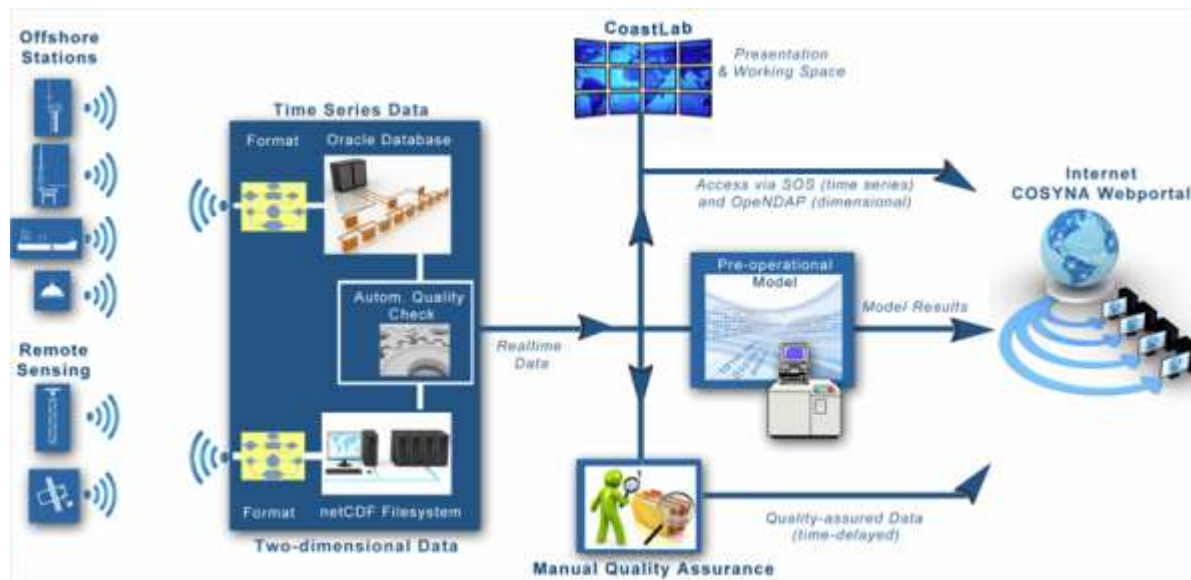 Offshore
Stations
Remote
Sensing
Time Series Data
Format
Oracle Database
Autom. Quality
Check
Format
netCDF Filesystem
Two-dimensional Data
Realtime
Data
CoastLab
Presentation
& Working Space
Access via SOS (time series)
and OpeNDAP (dimensional)
Pre-operational
Model
Model Results
Manual Quality Assurance
Quality-assured Data
(time-delayed)
Internet
COSYNA Webportal